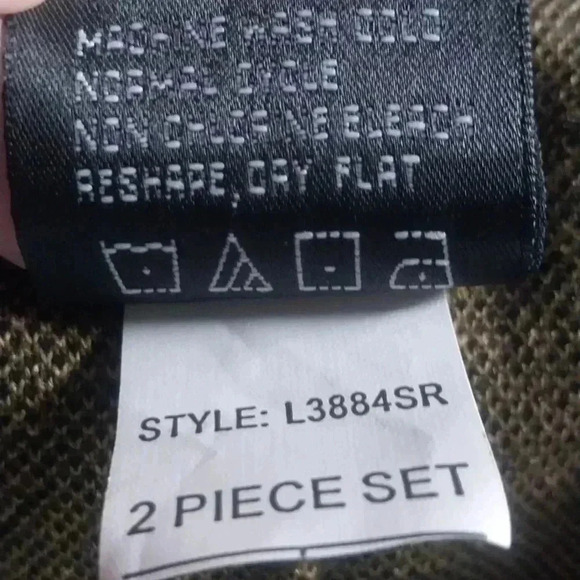 MACHINE WASH COLD
NORMAL CYCLE
NON CHLORINE BLEACH
RESHAPE, DRY FLAT
STYLE: L3884SR
2 PIECE SET